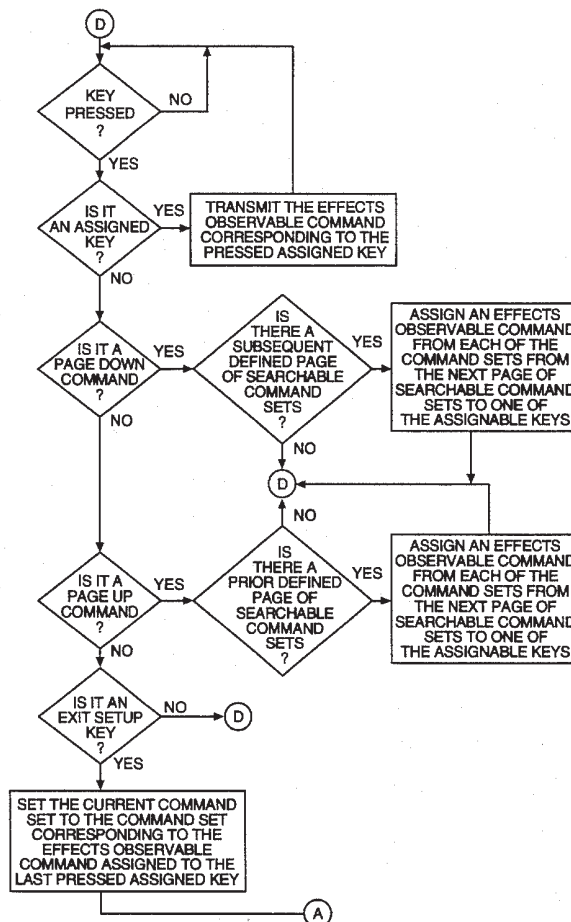 D
KEY
PRESSED
?
NO
YES
IS IT
AN ASSIGNED
KEY
?
YES
NO
TRANSMIT THE EFFECTS
OBSERVABLE COMMAND
CORRESPONDING TO THE
PRESSED ASSIGNED KEY
IS IT A
PAGE DOWN
COMMAND
?
YES
NO
IS
THERE A
SUBSEQUENT
DEFINED PAGE
OF SEARCHABLE
COMMAND
SETS
?
YES
NO
ASSIGN AN EFFECTS
OBSERVABLE COMMAND
FROM EACH OF THE
COMMAND SETS FROM
THE NEXT PAGE OF
SEARCHABLE COMMAND
SETS TO ONE OF
THE ASSIGNABLE KEYS
D
NO
IS IT A
PAGE UP
COMMAND
?
YES
NO
IS
THERE A
PRIOR DEFINED
PAGE OF
SEARCHABLE
COMMAND
SETS
?
YES
ASSIGN AN EFFECTS
OBSERVABLE COMMAND
FROM EACH OF THE
COMMAND SETS FROM
THE NEXT PAGE OF
SEARCHABLE COMMAND
SETS TO ONE OF
THE ASSIGNABLE KEYS
IS IT AN
EXIT SETUP
KEY
?
NO
D
YES
SET THE CURRENT COMMAND
SET TO THE COMMAND SET
CORRESPONDING TO THE
EFFECTS OBSERVABLE
COMMAND ASSIGNED TO THE
LAST PRESSED ASSIGNED KEY
A